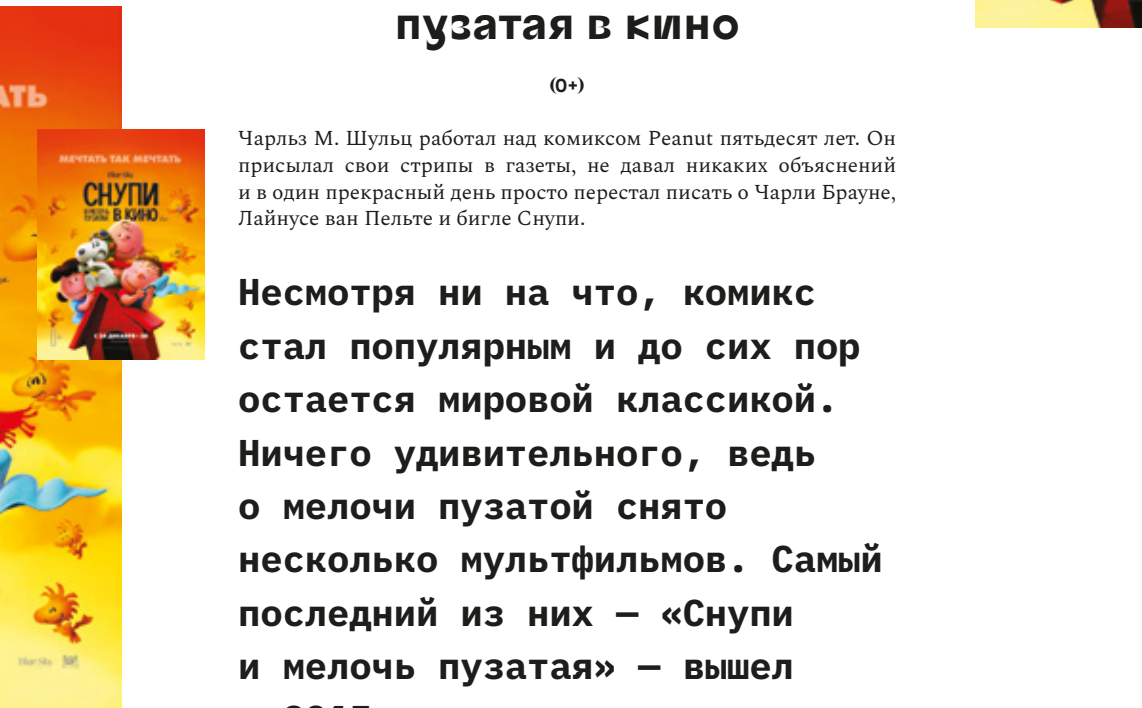 пузатая в кино
(0+)
АТЬ
МЕЧТАТЬ ТАК МЕЧТАТЬ
СНУПИ
В КИНО
Чарльз М. Шульц работал над комиксом Peanut пятьдесят лет. Он
присылал свои стрипы в газеты, не давал никаких объяснений
и в один прекрасный день просто перестал писать о Чарли Брауне,
Лайнусе ван Пельте и бигле Снупи.
Несмотря ни на что, комикс
стал популярным и до сих пор
остается мировой классикой.
Ничего удивительного, ведь
о мелочи пузатой снято
несколько мультфильмов. Самый
последний из них — «Снупи
и мелочь пузатая» — вышел